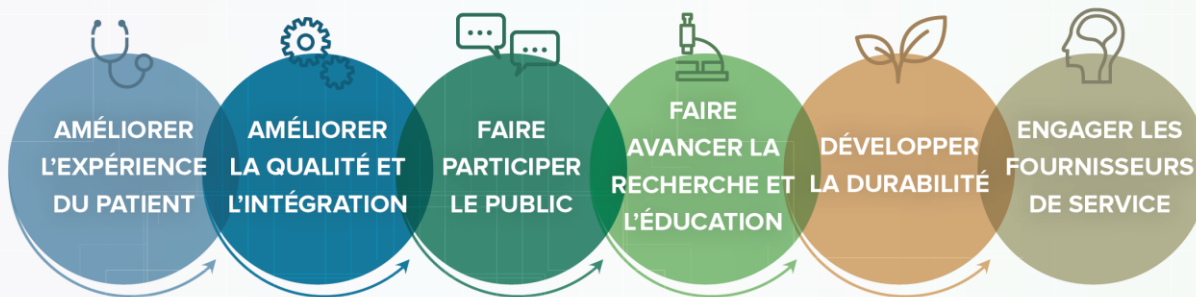 AMÉLIORER
L'EXPÉRIENCE
DU PATIENT
AMÉLIORER
LA QUALITÉ ET
L'INTÉGRATION
FAIRE
PARTICIPER
LE PUBLIC
FAIRE
AVANCER LA
RECHERCHE ET
L'ÉDUCATION
DÉVELOPPER
LA DURABILITÉ
ENGAGER LES
FOURNISSEURS
DE SERVICE